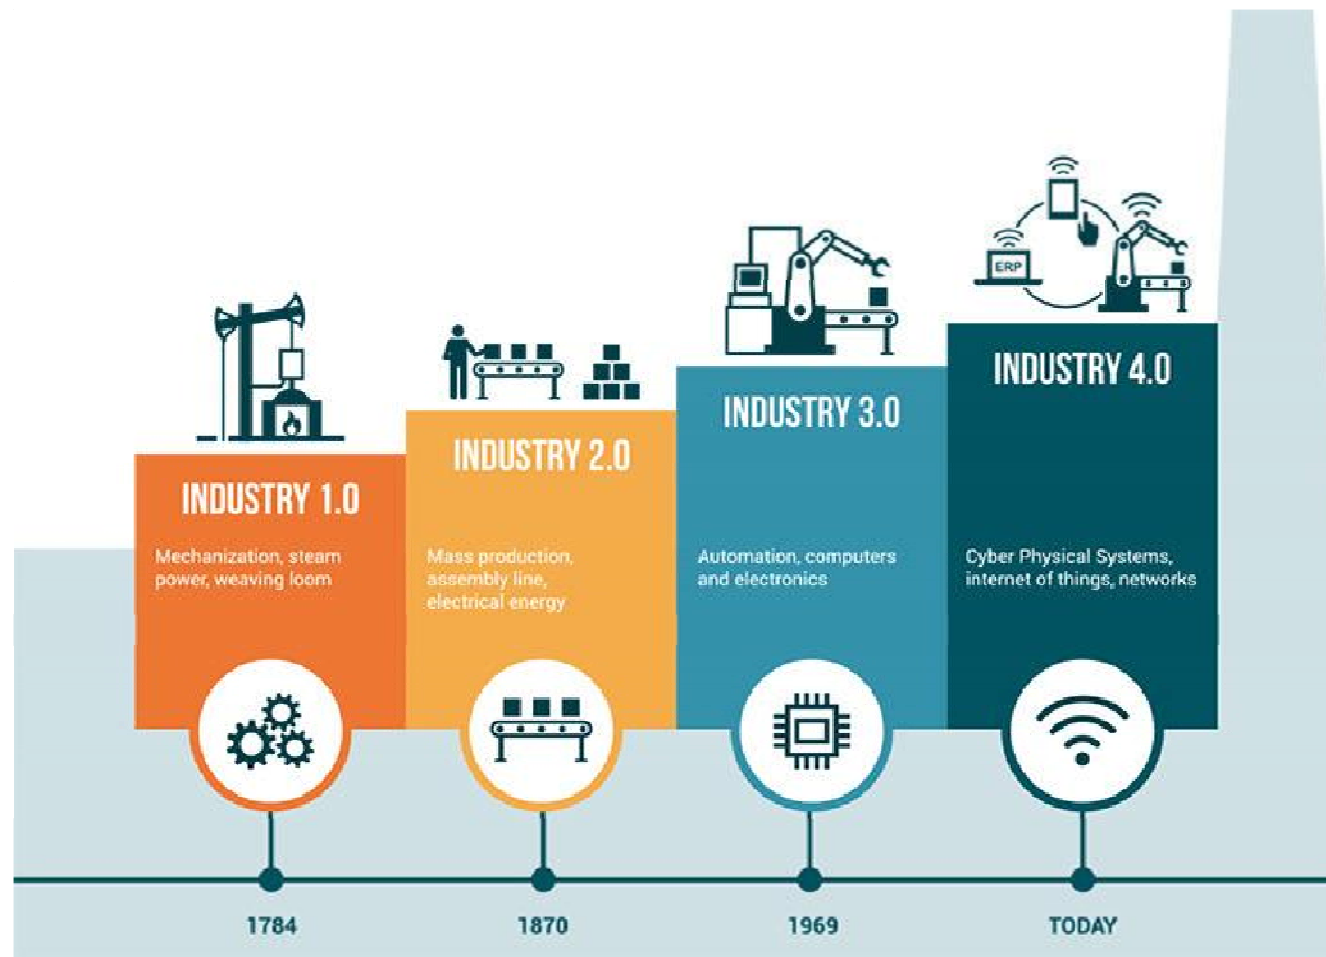 ERP
INDUSTRY 1.0
Mechanization, steam
power, weaving loom
INDUSTRY 2.0
Mass production,
assembly line,
electrical energy
INDUSTRY 3.0
Automation, computers
and electronics
INDUSTRY 4.0
Cyber Physical Systems,
internet of things, networks
1784
1870
1969
TODAY